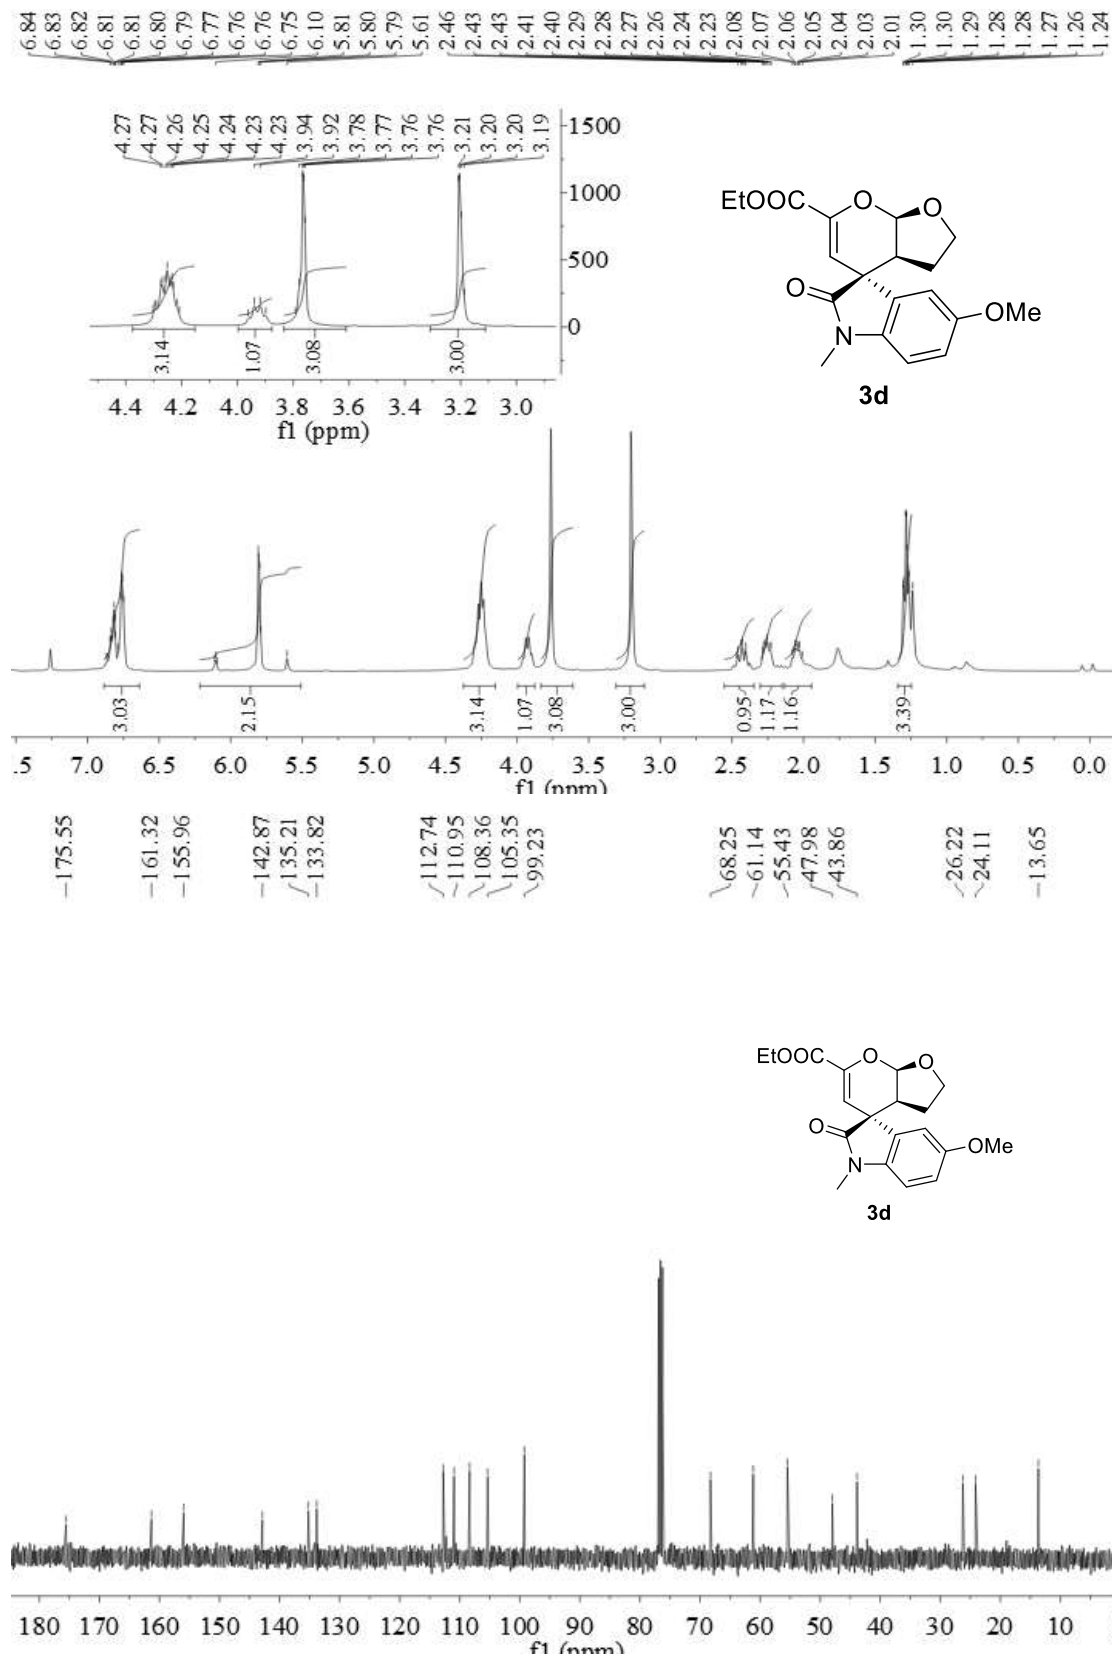 6.84 6.83 6.82 6.81 6.81 6.80 6.79 6.77 6.76 6.76 6.75 6.10 5.81 5.80 5.79 5.61 2.46 2.43 2.43 2.41 2.40 2.29 2.28 2.27 2.26 2.24 2.23 2.08 2.07 2.06 2.05 2.04 2.03 2.01 1.30 1.30 1.29 1.28 1.28 1.27 1.26 1.24
4.27 4.27 4.26 4.25 4.24 4.23 4.23 3.94 3.92 3.78 3.77 3.76 3.76 3.21 3.20 3.20 3.19
1500
1000
500
0
3.14 1.07 3.08 3.00
4.4 4.2 4.0 3.8 3.6 3.4 3.2 3.0
f1 (ppm)
EtOOC O O
O
N
OMe
3d
3.03 2.15 3.14 1.07 3.08 3.00 0.95 1.17 1.16 3.39
.5 7.0 6.5 6.0 5.5 5.0 4.5 4.0 3.5 3.0 2.5 2.0 1.5 1.0 0.5 0.0
f1 (ppm)
175.55 161.32 155.96 142.87 135.21 133.82 112.74 110.95 108.36 105.35 99.23 68.25 61.14 55.43 47.98 43.86 26.22 24.11 13.65
EtOOC O O
O
N
OMe
3d
180 170 160 150 140 130 120 110 100 90 80 70 60 50 40 30 20 10
f1 (ppm)